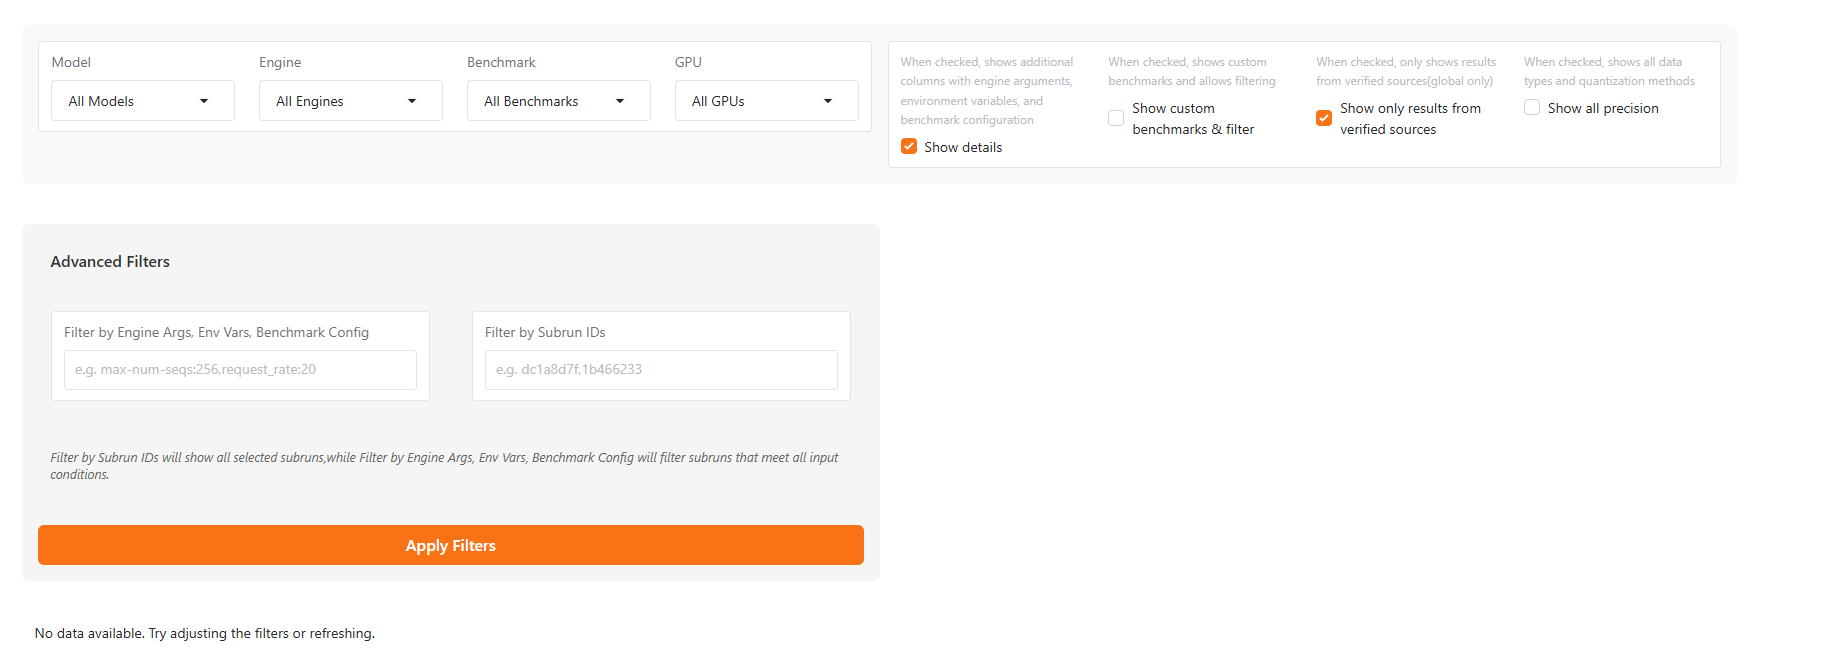 Model
All Models
Engine
All Engines
Benchmark
All Benchmarks
GPU
All GPUs
When checked, shows additional
columns with engine arguments,
environment variables, and
benchmark configuration
Show details
When checked, shows custom
benchmarks and allows filtering
Show custom
benchmarks & filter
When checked, only shows results
from verified sources(global only)
Show only results from
verified sources
When checked, shows all data
types and quantization methods
Show all precision
Advanced Filters
Filter by Engine Args, Env Vars, Benchmark Config
e.g. max-num-seqs:256,request_rate:20
Filter by Subrun IDs
e.g. dc1a8d7f,1b466233
Filter by Subrun IDs will show all selected subruns,while Filter by Engine Args, Env Vars, Benchmark Config will filter subruns that meet all input
conditions.
Apply Filters
No data available. Try adjusting the filters or refreshing.